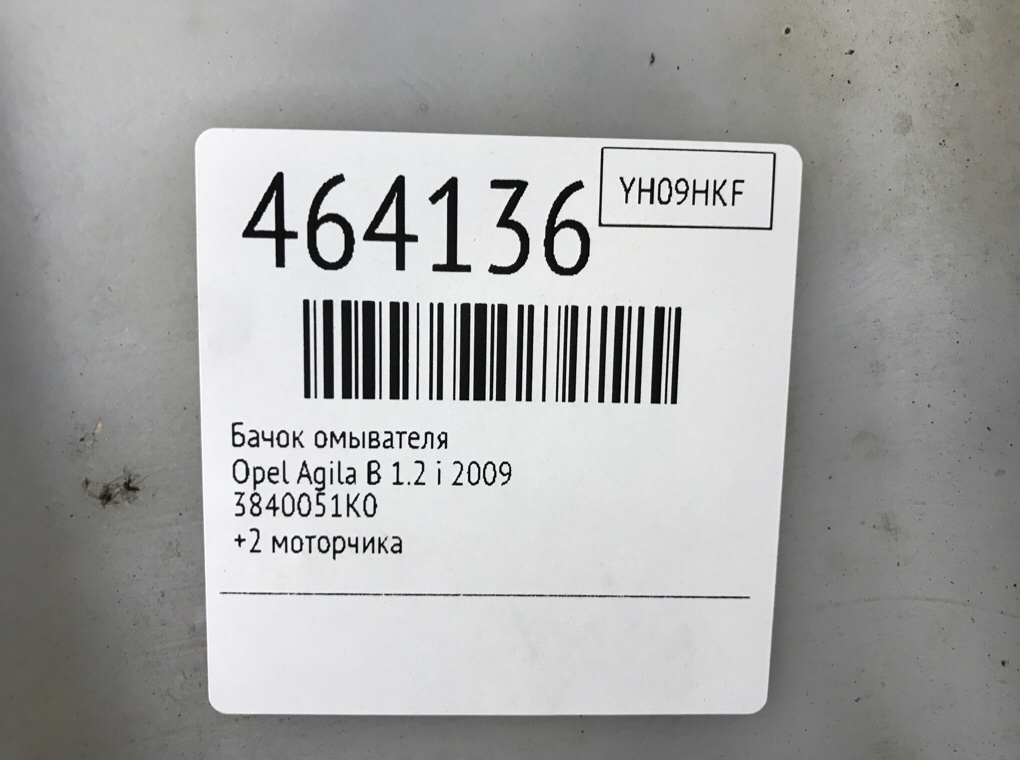 464136
YH09HKF
Бачок омывателя
Opel Agila B 1.2 i 2009
3840051K0
+2 моторчика